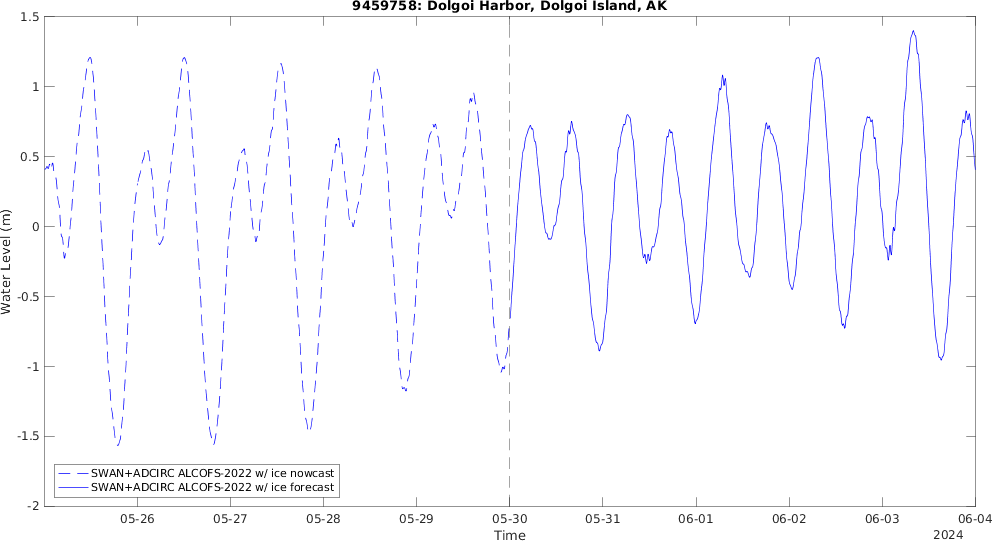 9459758: Dolgoi Harbor, Dolgoi Island, AK
1.5
1
0.5
0
-0.5
-1
-1.5
-2
Water Level (m)
SWAN+ADCIRC ALCOFS-2022 w/ ice nowcast
SWAN+ADCIRC ALCOFS-2022 w/ ice forecast
05-26 05-27 05-28 05-29 05-30 05-31 06-01 06-02 06-03 06-04
Time
2024